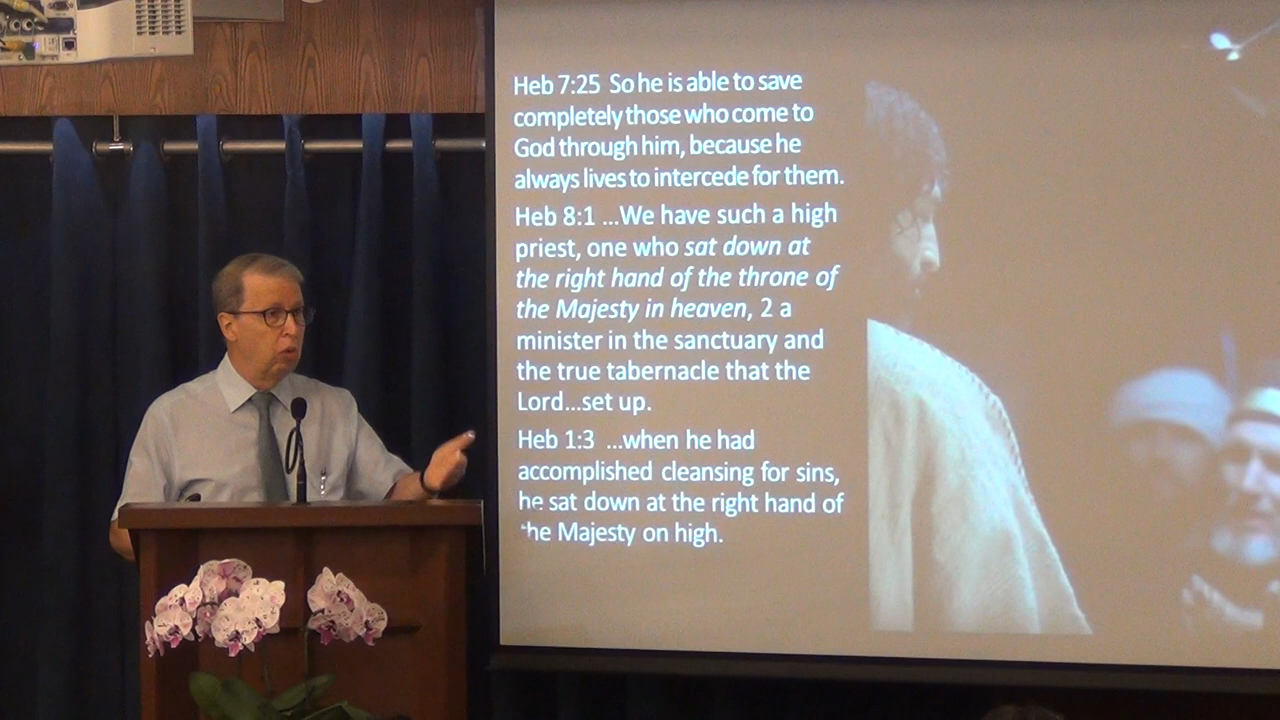 Heb 7:25 So he is able to save
completely those who come to
God through him, because he
always lives to intercede for them.
Heb 8:1 ...We have such a high
priest, one who sat down at
the right hand of the throne of
the Majesty in heaven, 2 a
minister in the sanctuary and
the true tabernacle that the
Lord...set up.
Heb 1:3 ...when he had
accomplished cleansing for sins,
he sat down at the right hand of
the Majesty on high.